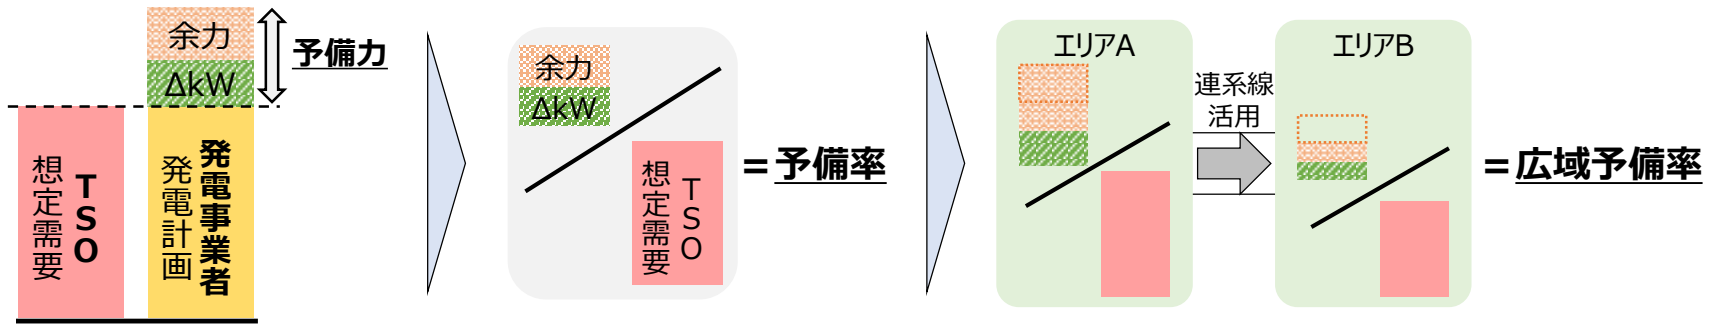 余力
ΔkW
予備力
TSO
想定需要
発電事業者
発電計画
余力
ΔkW
TSO
想定需要
=予備率
エリアA
連系線
活用
エリアB
=広域予備率